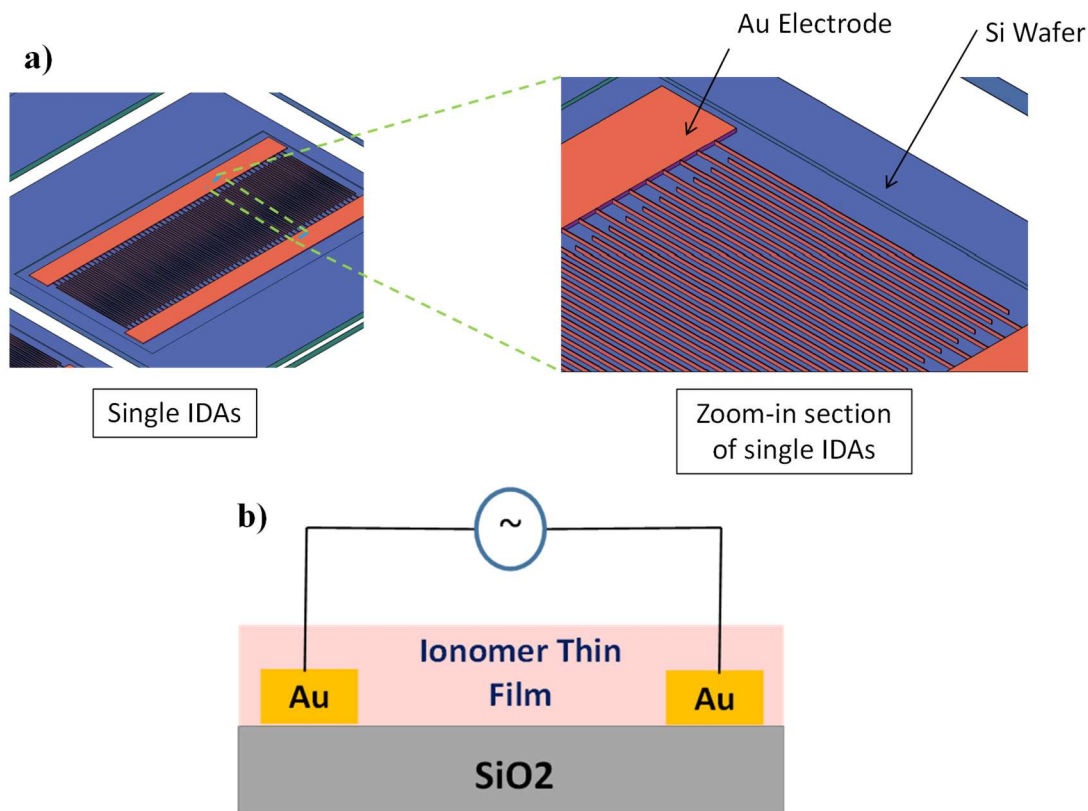 a)
Au Electrode
Si Wafer
Single IDAs
Zoom-in section
of single IDAs
b)
~
Ionomer Thin
Film
Au
Au
SiO2